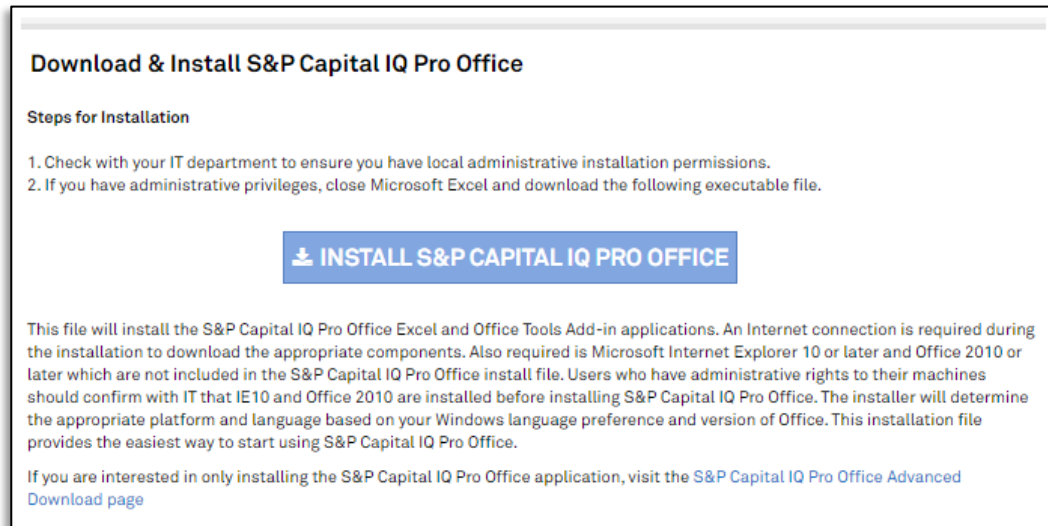 Download & Install S&P Capital IQ Pro Office
Steps for Installation
1. Check with your IT department to ensure you have local administrative installation permissions.
2. If you have administrative privileges, close Microsoft Excel and download the following executable file.
INSTALL S&P CAPITAL IQ PRO OFFICE
This file will install the S&P Capital IQ Pro Office Excel and Office Tools Add-in applications. An Internet connection is required during
the installation to download the appropriate components. Also required is Microsoft Internet Explorer 10 or later and Office 2010 or
later which are not included in the S&P Capital IQ Pro Office install file. Users who have administrative rights to their machines
should confirm with IT that IE10 and Office 2010 are installed before installing S&P Capital IQ Pro Office. The installer will determine
the appropriate platform and language based on your Windows language preference and version of Office. This installation file
provides the easiest way to start using S&P Capital IQ Pro Office.
If you are interested in only installing the S&P Capital IQ Pro Office application, visit the S&P Capital IQ Pro Office Advanced
Download page